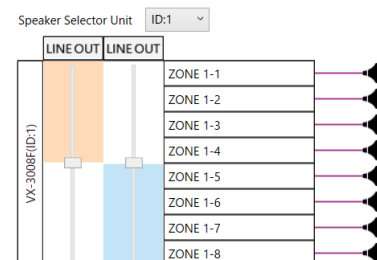 Speaker Selector Unit ID:1
LINE OUT LINE OUT
VX-3008F(ID:1)
ZONE 1-1
ZONE 1-2
ZONE 1-3
ZONE 1-4
ZONE 1-5
ZONE 1-6
ZONE 1-7
ZONE 1-8